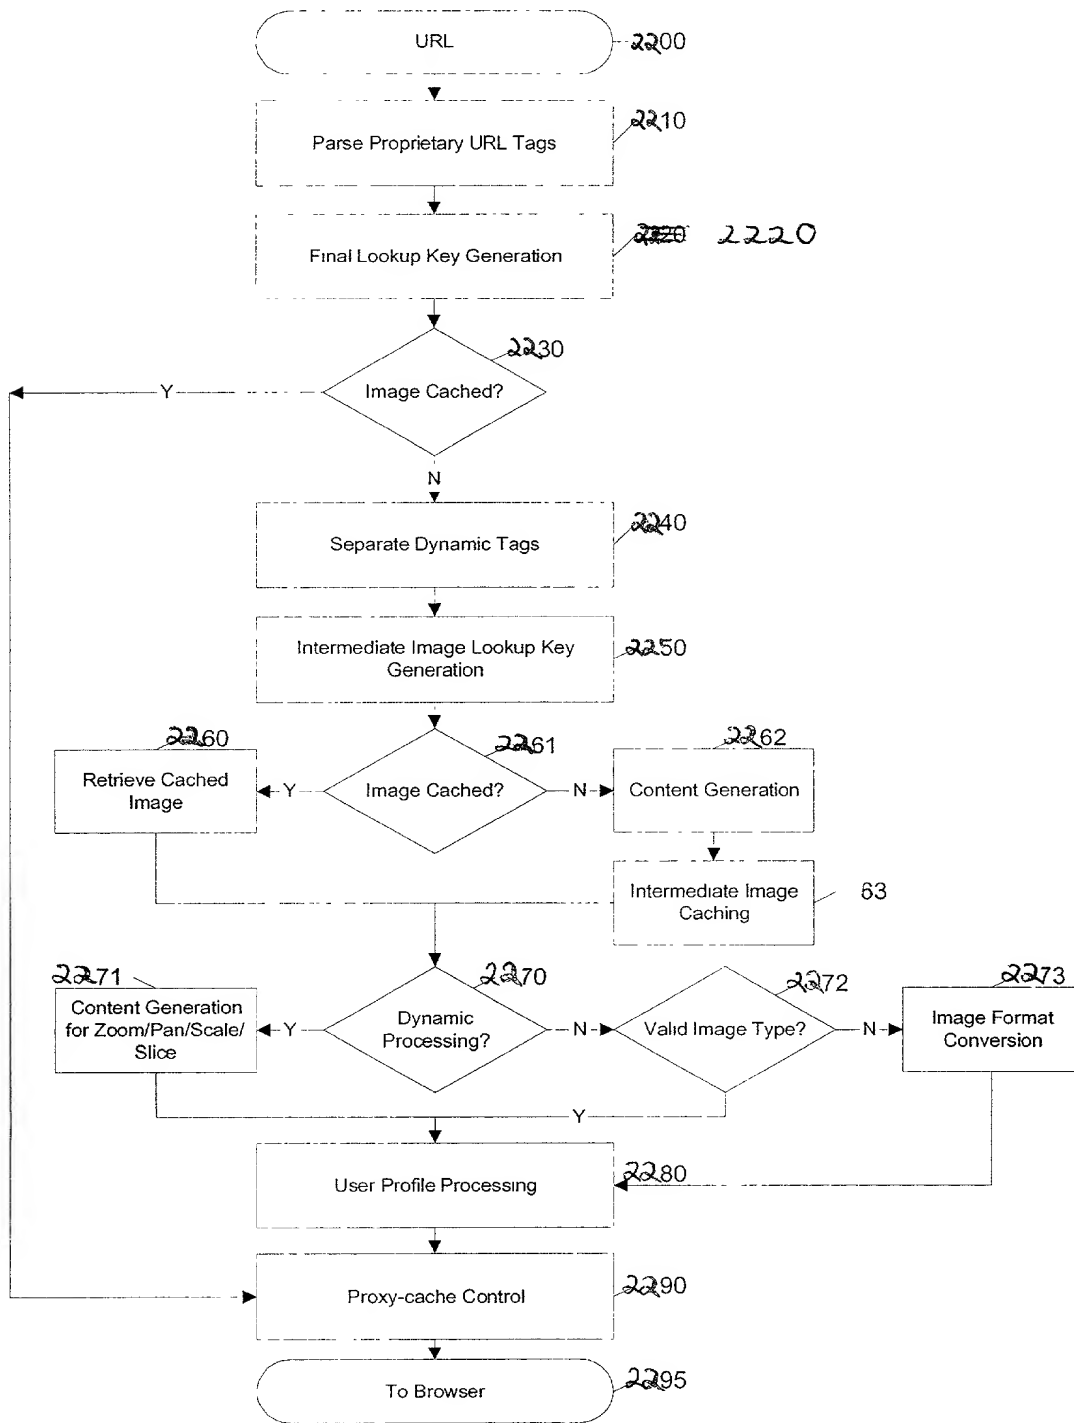 URL
2200
Parse Proprietary URL Tags
2210
Final Lookup Key Generation
2220
2230
Image Cached?
Y
N
Separate Dynamic Tags
2240
Intermediate Image Lookup Key
Generation
2250
2260
2261
2262
Retrieve Cached
Image
Y
Image Cached?
N
Content Generation
Intermediate Image
Caching
63
2271
2270
2272
2273
Content Generation
for Zoom/Pan/Scale/
Slice
Y
Dynamic
Processing?
N
Valid Image Type?
N
Image Format
Conversion
Y
User Profile Processing
2280
Proxy-cache Control
2290
To Browser
2295